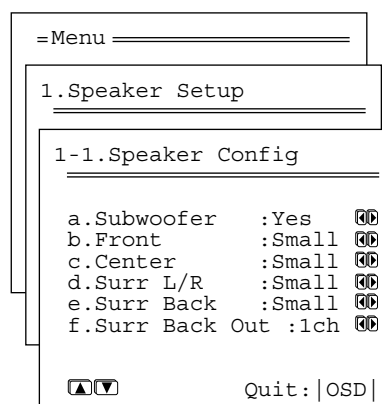 =Menu
1.Speaker Setup
1-1.Speaker Config
a.Subwoofer :Yes
b.Front :Small
c.Center :Small
d.Surr L/R :Small
e.Surr Back :Small
f.Surr Back Out :1ch
Quit:|OSD|